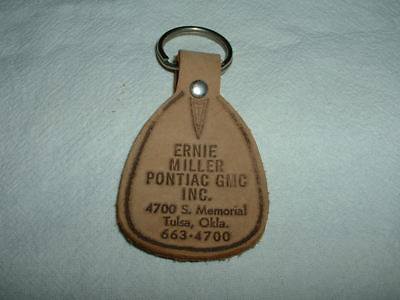 ERNIE
MILLER
PONTIAC GMC
INC.
4700 S. Memorial
Tulsa, Okla.
663-4700